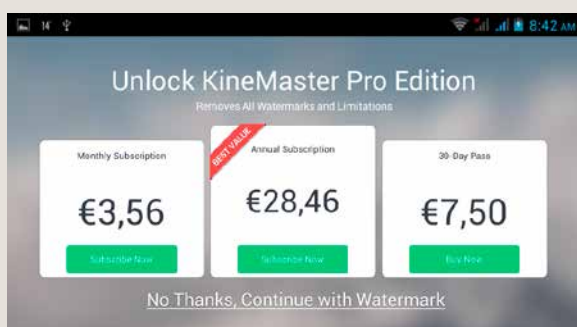 14°
8:42 AM
Unlock KineMaster Pro Edition
Removes All Watermarks and Limitations
Monthly Subscription
€3,56
Subscribe Now
BEST VALUE
Annual Subscription
€28,46
Subscribe Now
30-Day Pass
€7,50
Buy Now
No Thanks, Continue with Watermark